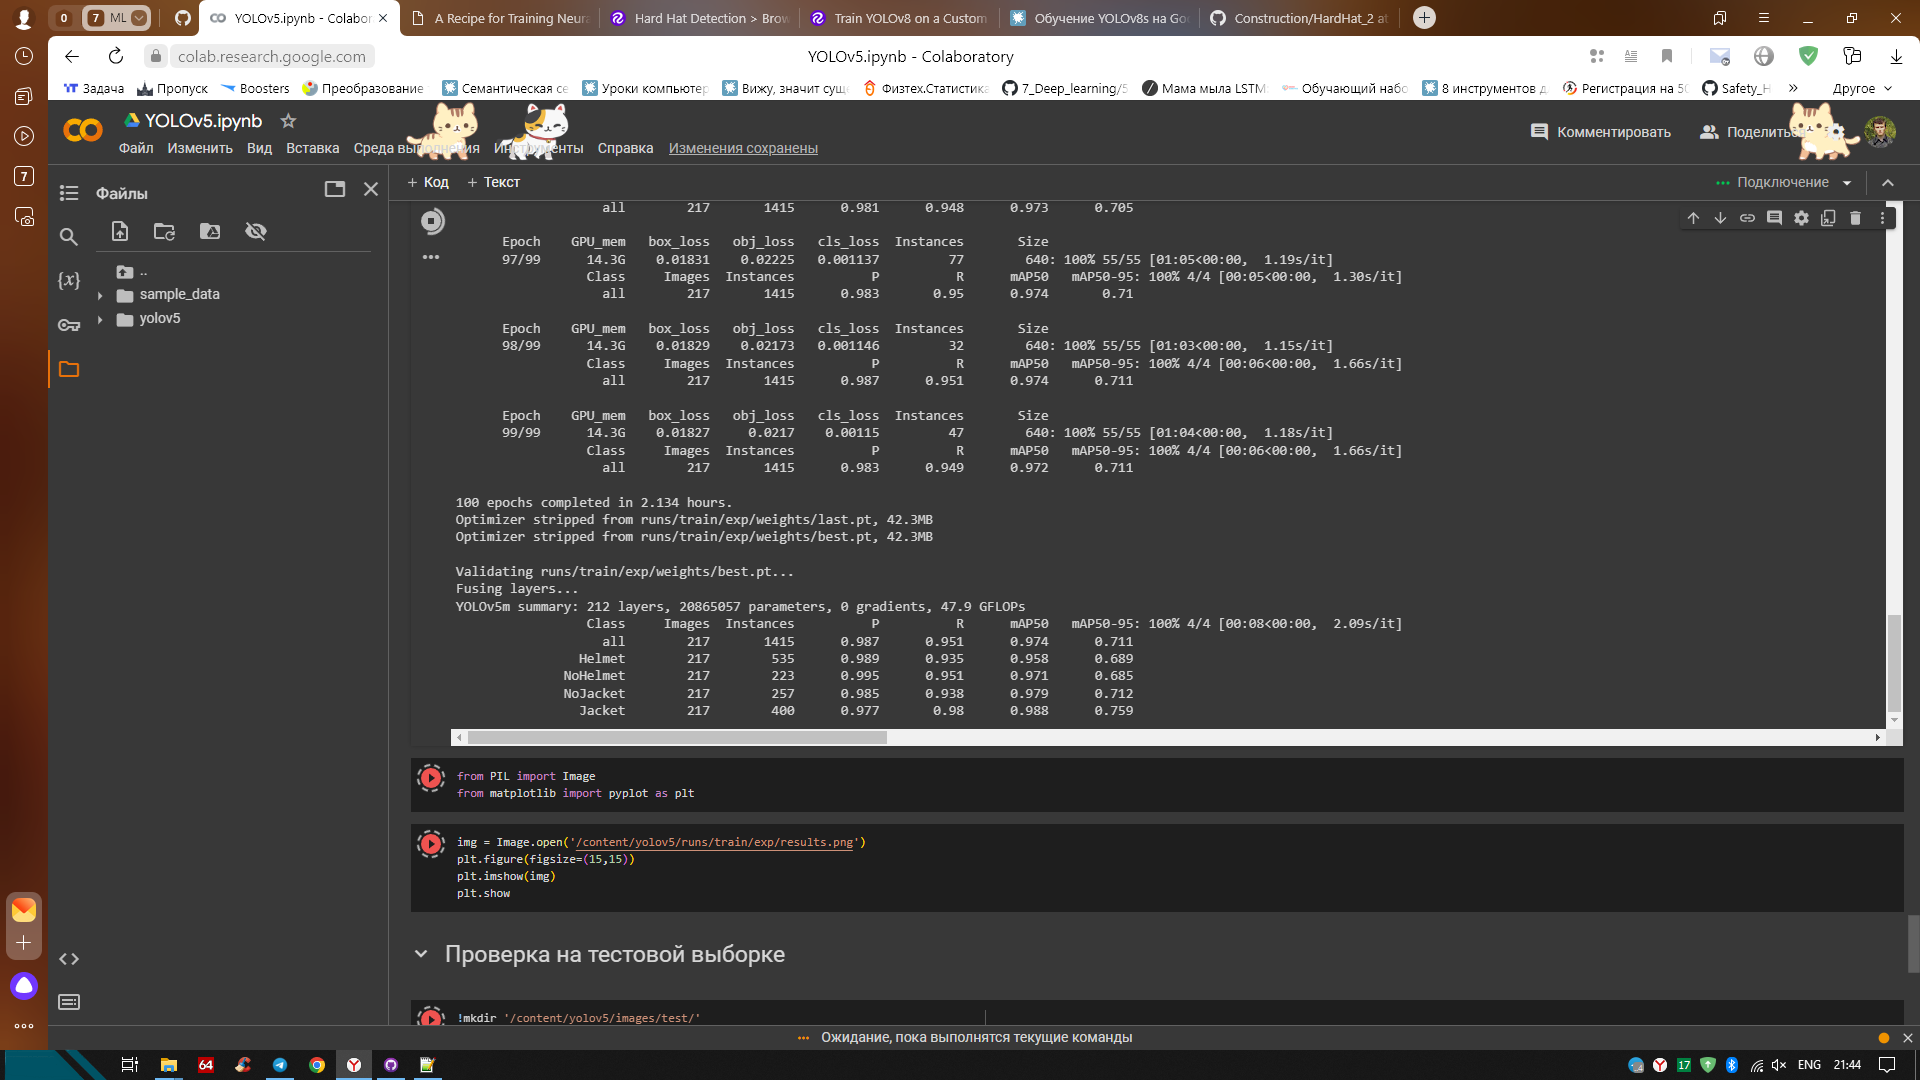 0 7 ML YOLOv5.ipynb - Colabor. A Recipe for Training Neur Hard Hat Detection > Brow Train YOLOv8 on a Custom Обучение YOLOv8s на Go Construction/HardHat_2 at
colab.research.google.com YOLOv5.ipynb - Colaboratory
Задача Пропуск Boosters Преобразование Семантическая се Уроки компьютер Вижу, значит суще Физтех.Статистика 7_Deep_learning/5 Мама мыла LSTM Обучающий набо 8 инструментов д Регистрация на 50 Safety_H » Другое
YOLOv5.ipynb
Файл Изменить Вид Вставка Среда выполнения Инструменты Справка Изменения сохранены
Комментировать Поделиться
Файлы
+ Код + Текст
Подключение
..
sample_data
yolov5
all 217 1415 0.981 0.948 0.973 0.705
Epoch GPU_mem box_loss obj_loss cls_loss Instances Size
97/99 14.3G 0.01831 0.02225 0.001137 77 640: 100% 55/55 [01:05<00:00, 1.19s/it]
Class Images Instances P R mAP50 mAP50-95: 100% 4/4 [00:05<00:00, 1.30s/it]
all 217 1415 0.983 0.95 0.974 0.71
Epoch GPU_mem box_loss obj_loss cls_loss Instances Size
98/99 14.3G 0.01829 0.02173 0.001146 32 640: 100% 55/55 [01:03<00:00, 1.15s/it]
Class Images Instances P R mAP50 mAP50-95: 100% 4/4 [00:06<00:00, 1.66s/it]
all 217 1415 0.987 0.951 0.974 0.711
Epoch GPU_mem box_loss obj_loss cls_loss Instances Size
99/99 14.3G 0.01827 0.0217 0.00115 47 640: 100% 55/55 [01:04<00:00, 1.18s/it]
Class Images Instances P R mAP50 mAP50-95: 100% 4/4 [00:06<00:00, 1.66s/it]
all 217 1415 0.983 0.949 0.972 0.711
100 epochs completed in 2.134 hours.
Optimizer stripped from runs/train/exp/weights/last.pt, 42.3MB
Optimizer stripped from runs/train/exp/weights/best.pt, 42.3MB
Validating runs/train/exp/weights/best.pt...
Fusing layers...
YOLOv5m summary: 212 layers, 20865057 parameters, 0 gradients, 47.9 GFLOPs
Class Images Instances P R mAP50 mAP50-95: 100% 4/4 [00:08<00:00, 2.09s/it]
all 217 1415 0.987 0.951 0.974 0.711
Helmet 217 535 0.989 0.935 0.958 0.689
NoHelmet 217 223 0.995 0.951 0.971 0.685
NoJacket 217 257 0.985 0.938 0.979 0.712
Jacket 217 400 0.977 0.98 0.988 0.759
from PIL import Image
from matplotlib import pyplot as plt
img = Image.open('/content/yolov5/runs/train/exp/results.png')
plt.figure(figsize=(15,15))
plt.imshow(img)
plt.show
Проверка на тестовой выборке
!mkdir '/content/yolov5/images/test/'
Ожидание, пока выполнятся текущие команды
7
{x}
64
17
ENG 21:44